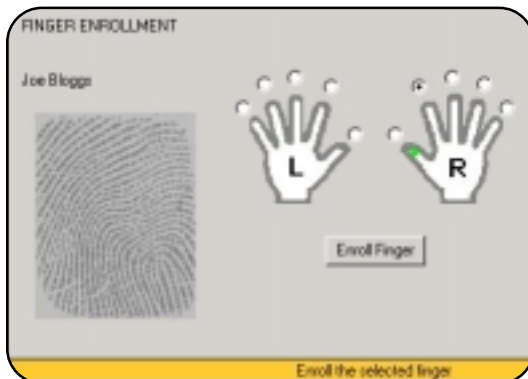 FINGER ENROLLMENT
Joe Bloggs
L R
Enroll Finger
Enroll the selected finger